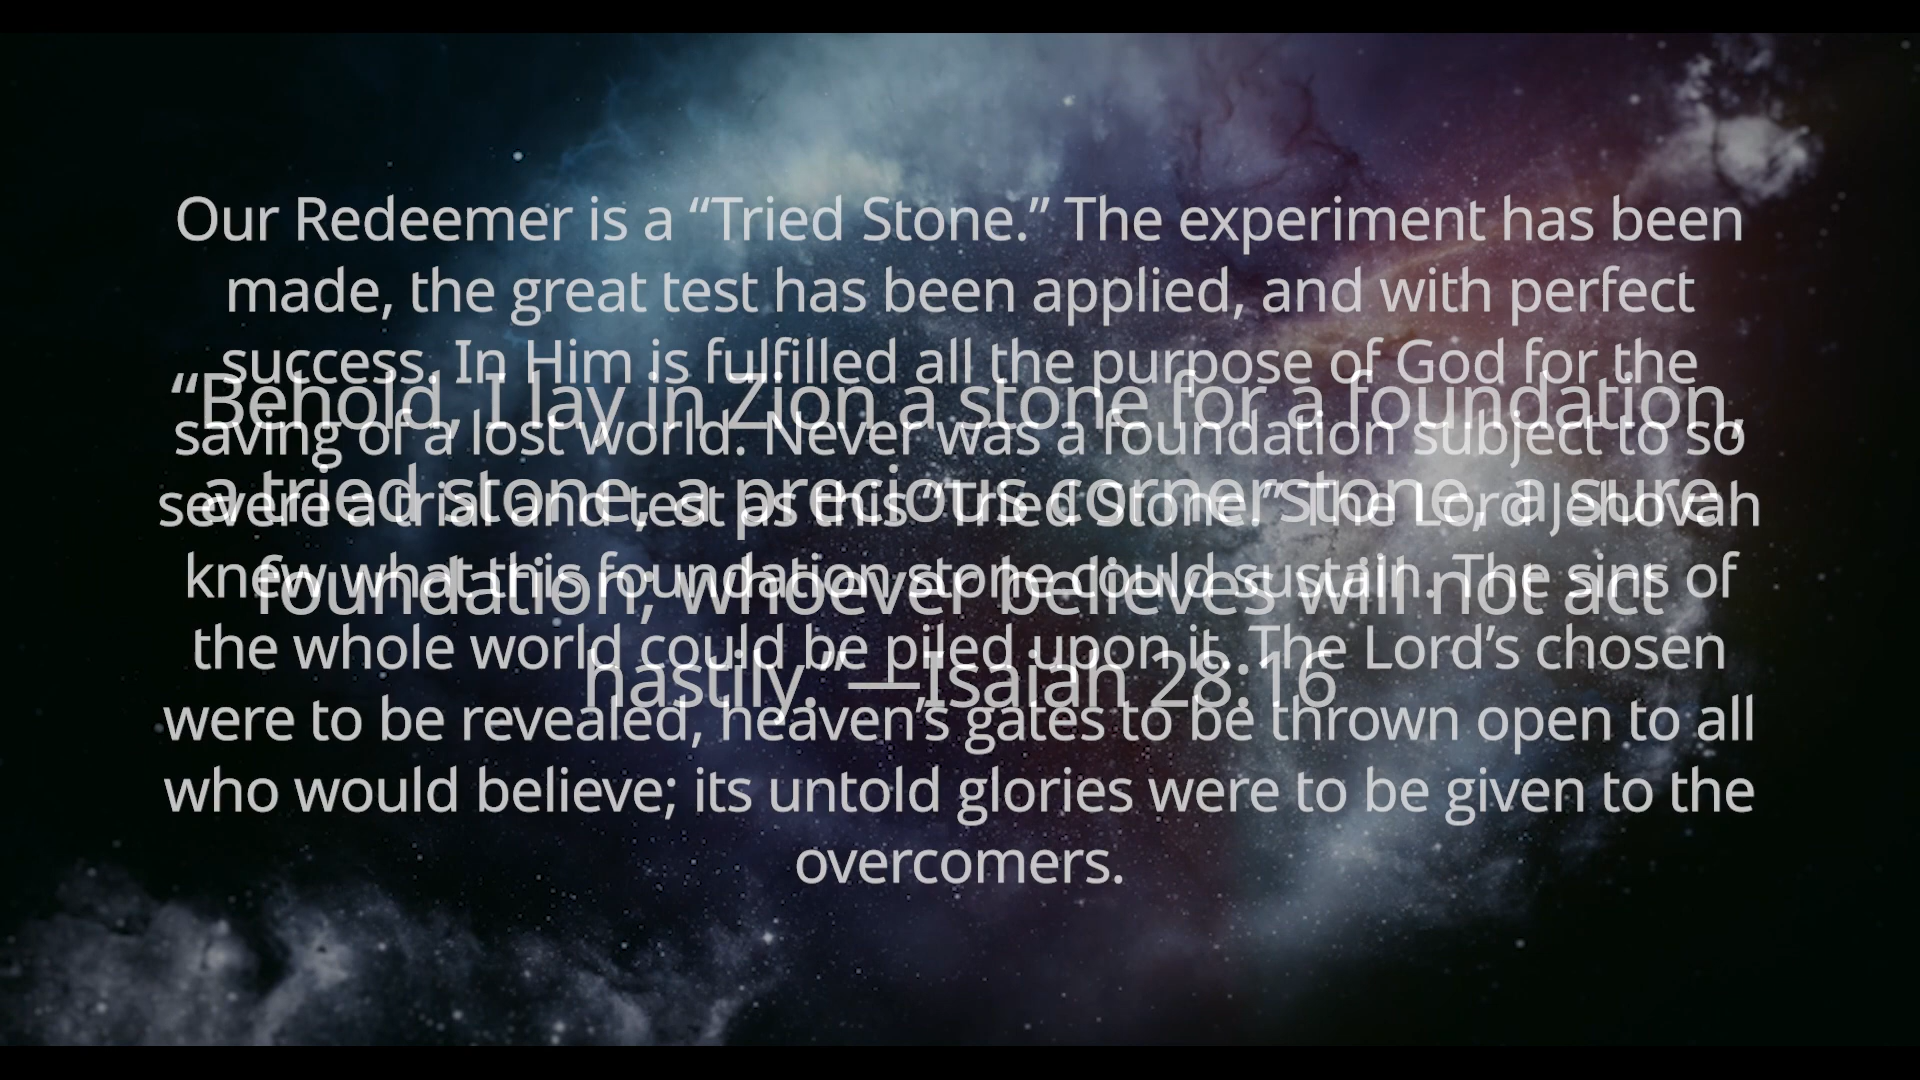 Our Redeemer is a “Tried Stone.” The experiment has been
made, the great test has been applied, and with perfect
success. In Him is fulfilled all the purpose of God for the
saving of a lost world. Never was a foundation subject to so
severe a trial and test as this “Tried Stone.” The Lord Jehovah
knew what this foundation stone could sustain. The sins of
the whole world could be piled upon it. The Lord’s chosen
were to be revealed, heaven’s gates to be thrown open to all
who would believe; its untold glories were to be given to the
overcomers.
“Behold, I lay in Zion a stone for a foundation,
a tried stone, a precious cornerstone, a sure
foundation; whoever believes will not act
hastily.”—Isaiah 28:16